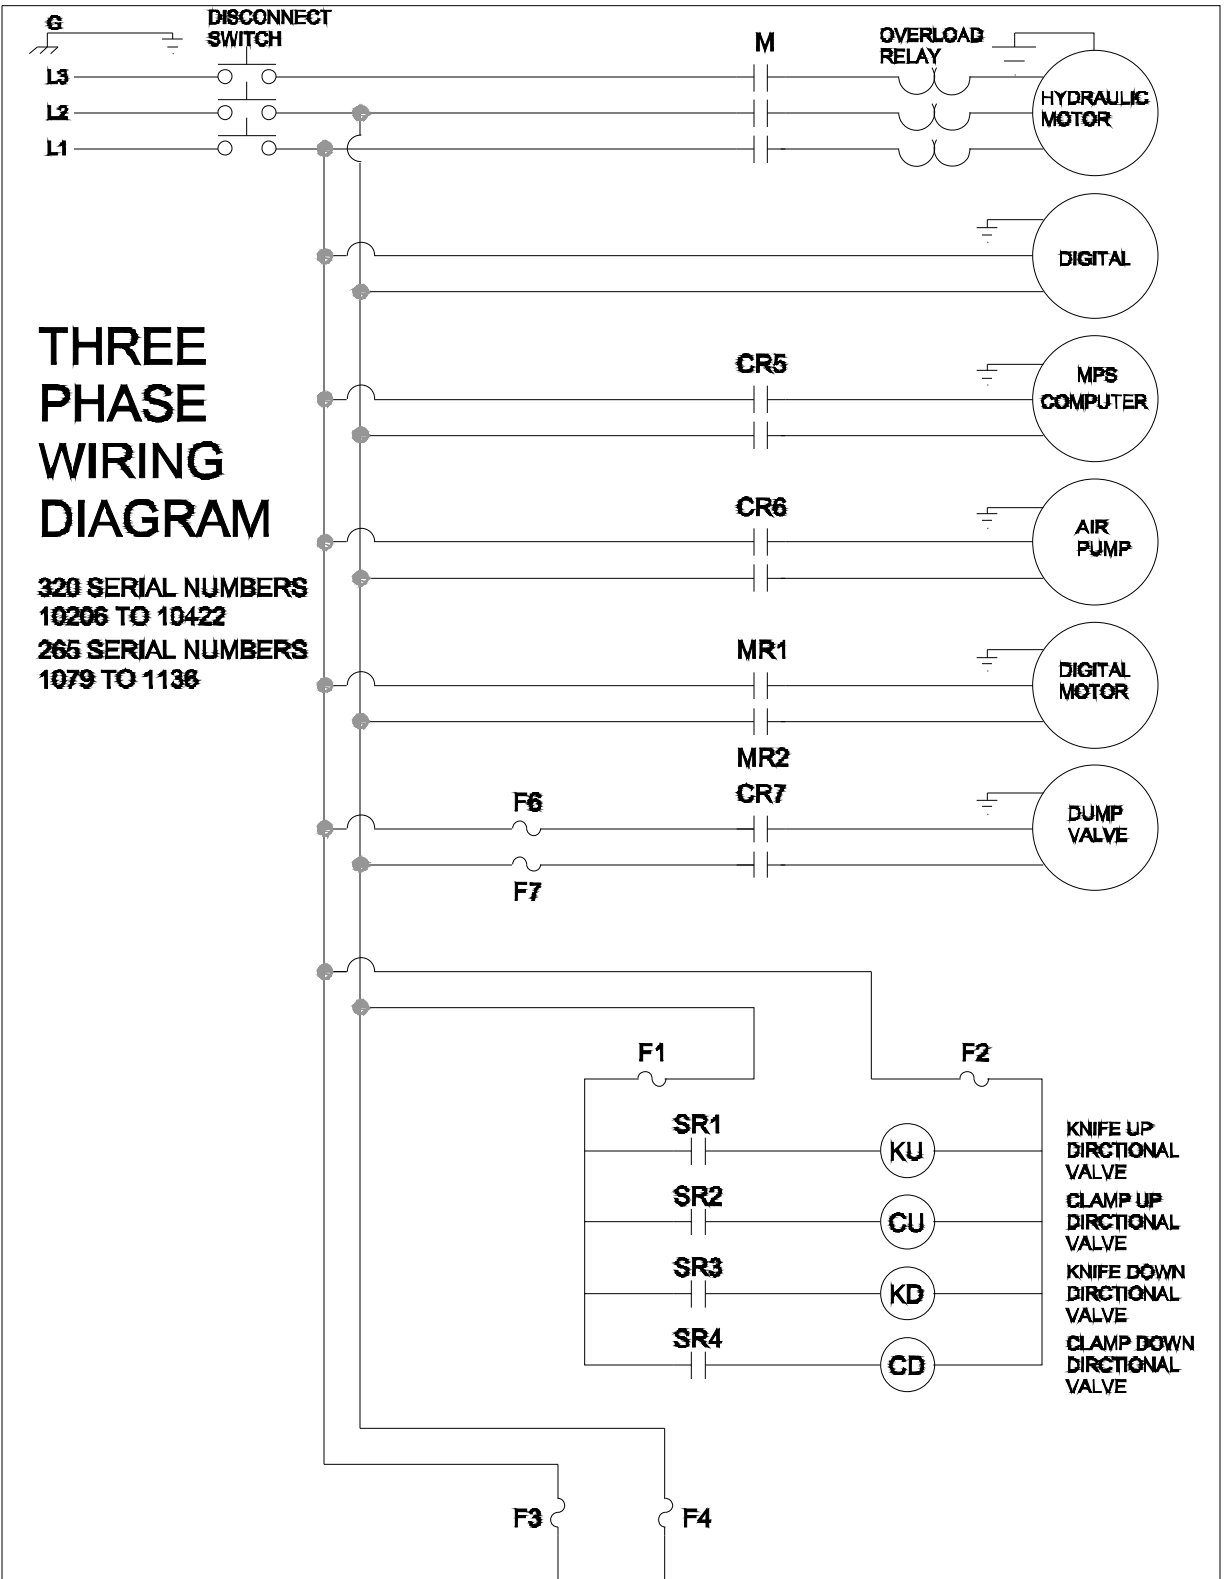 G
DISCONNECT
SWITCH
M
OVERLOAD
RELAY
L3
L2
L1
HYDRAULIC
MOTOR
DIGITAL
THREE
PHASE
WIRING
DIAGRAM
CR5
MPS
COMPUTER
CR6
AIR
PUMP
320 SERIAL NUMBERS
10206 TO 10422
265 SERIAL NUMBERS
1079 TO 1136
MR1
DIGITAL
MOTOR
MR2
CR7
F6
DUMP
VALVE
F7
F1
F2
SR1
KU
KNIFE UP
DIRCTIONAL
VALVE
SR2
CU
CLAMP UP
DIRCTIONAL
VALVE
SR3
KD
KNIFE DOWN
DIRCTIONAL
VALVE
SR4
CD
CLAMP DOWN
DIRCTIONAL
VALVE
F3
F4